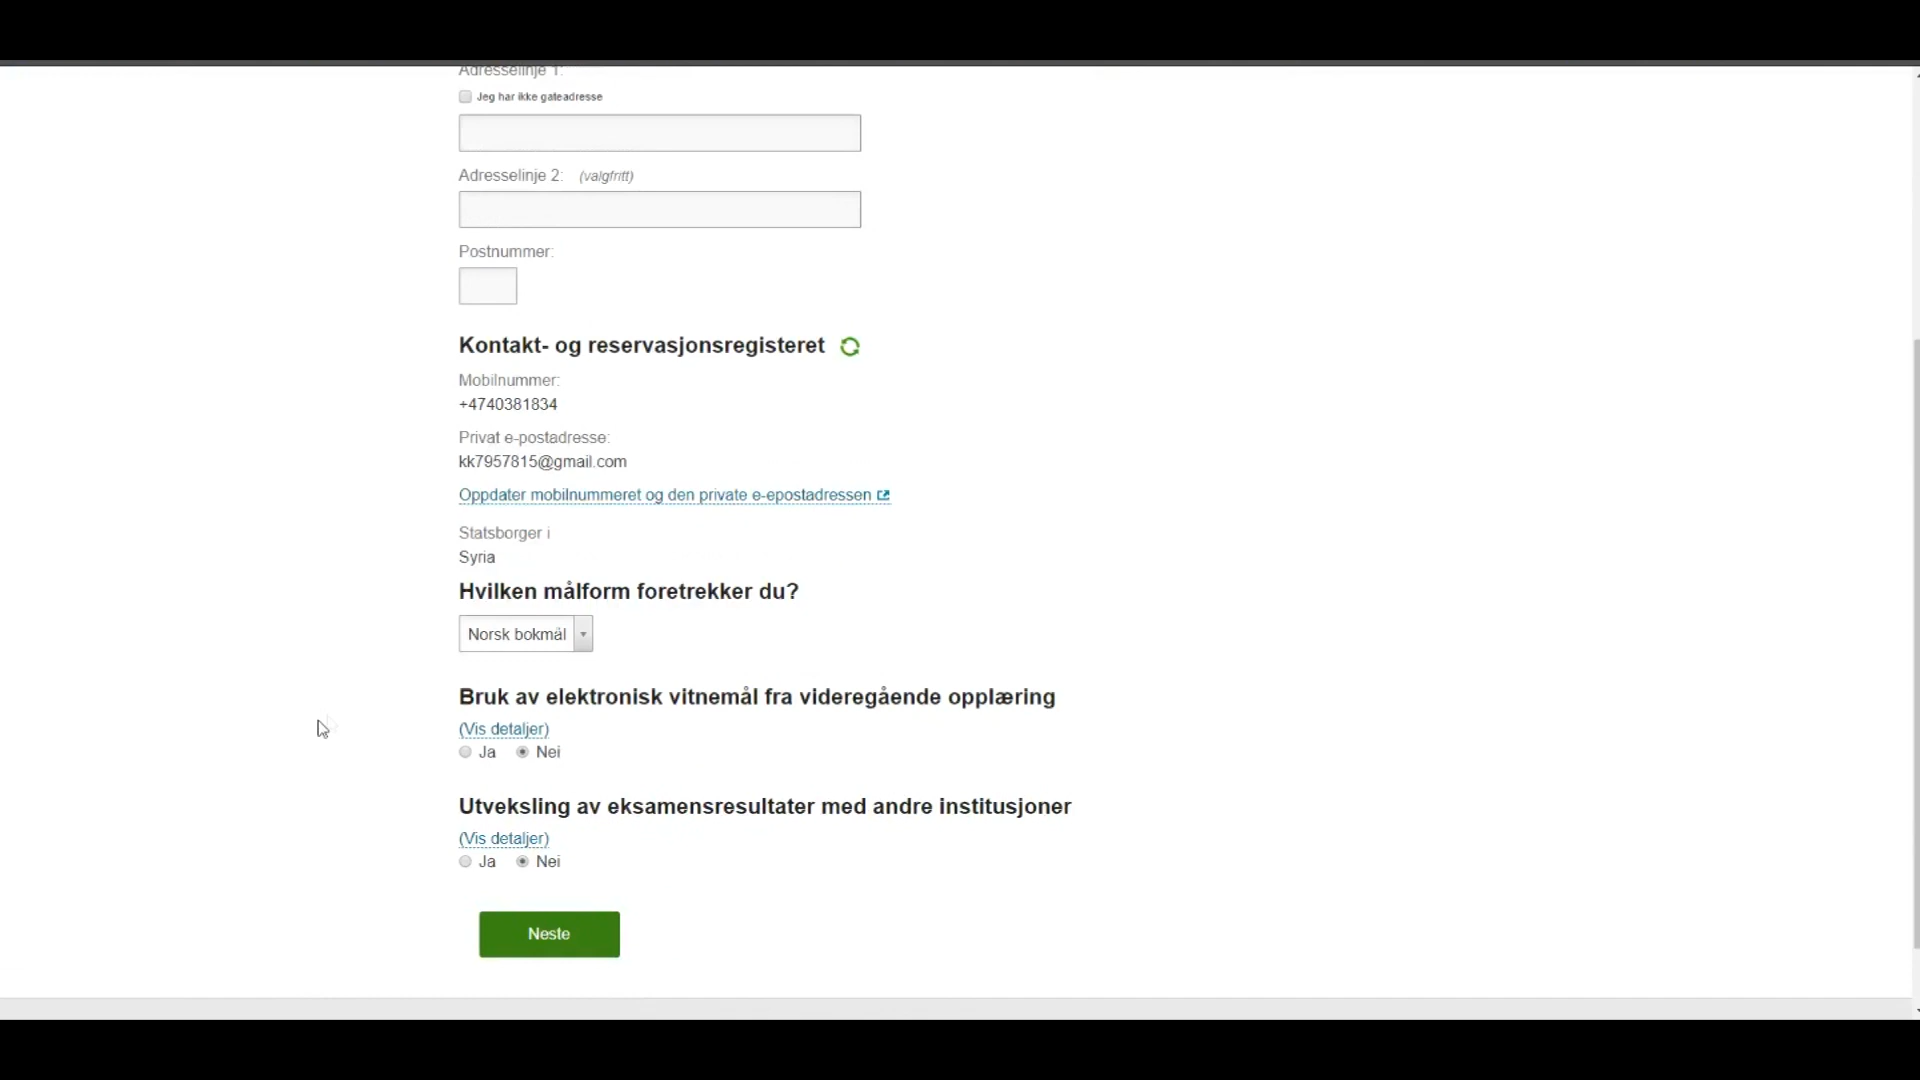 Adresselinje 1:
Jeg har ikke gateadresse
Adresselinje 2: (valgfritt)
Postnummer:
Kontakt- og reservasjonsregisteret
Mobilnummer:
+4740381834
Privat e-postadresse:
kk7957815@gmail.com
Oppdater mobilnummeret og den private e-epostadressen
Statsborger i
Syria
Hvilken målform foretrekker du?
Norsk bokmål
Bruk av elektronisk vitnemål fra videregående opplæring
(Vis detaljer)
Ja Nei
Utveksling av eksamensresultater med andre institusjoner
(Vis detaljer)
Ja Nei
Neste